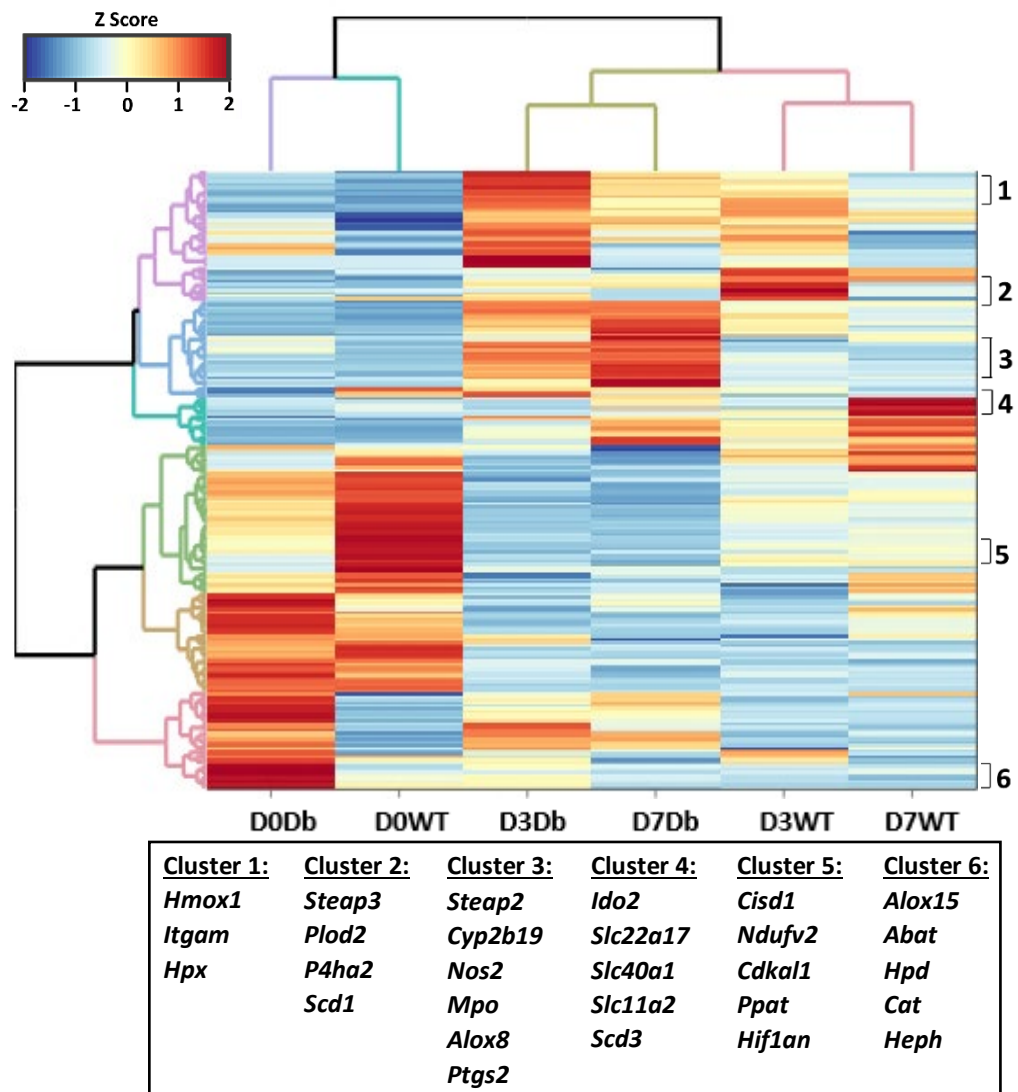 Z Score
-2 -1 0 1 2
1
2
3
4
5
6
D0Db D0WT D3Db D7Db D3WT D7WT
Cluster 1: Cluster 2: Cluster 3: Cluster 4: Cluster 5: Cluster 6:
Hmox1 Steap3 Steap2 Ido2 Cisd1 Alox15
Itgam Plod2 Cyp2b19 Slc22a17 Ndufv2 Abat
Hpx P4ha2 Nos2 Slc40a1 Cdkal1 Hpd
Scd1 Mpo Slc11a2 Ppat Cat
Alox8 Scd3 Hif1an Heph
Ptgs2